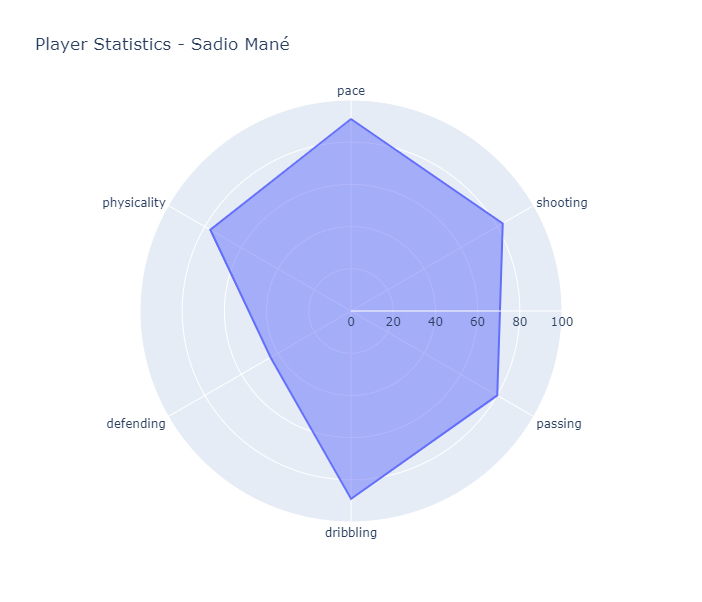 Player Statistics - Sadio Mané
pace
physicality
shooting
0 20 40 60 80 100
defending
passing
dribbling